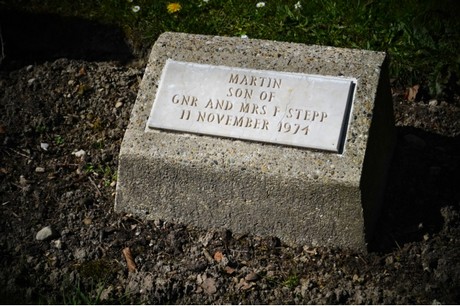 MARTIN
SON OF
GNR AND MRS F STEPP
11 NOVEMBER 1974